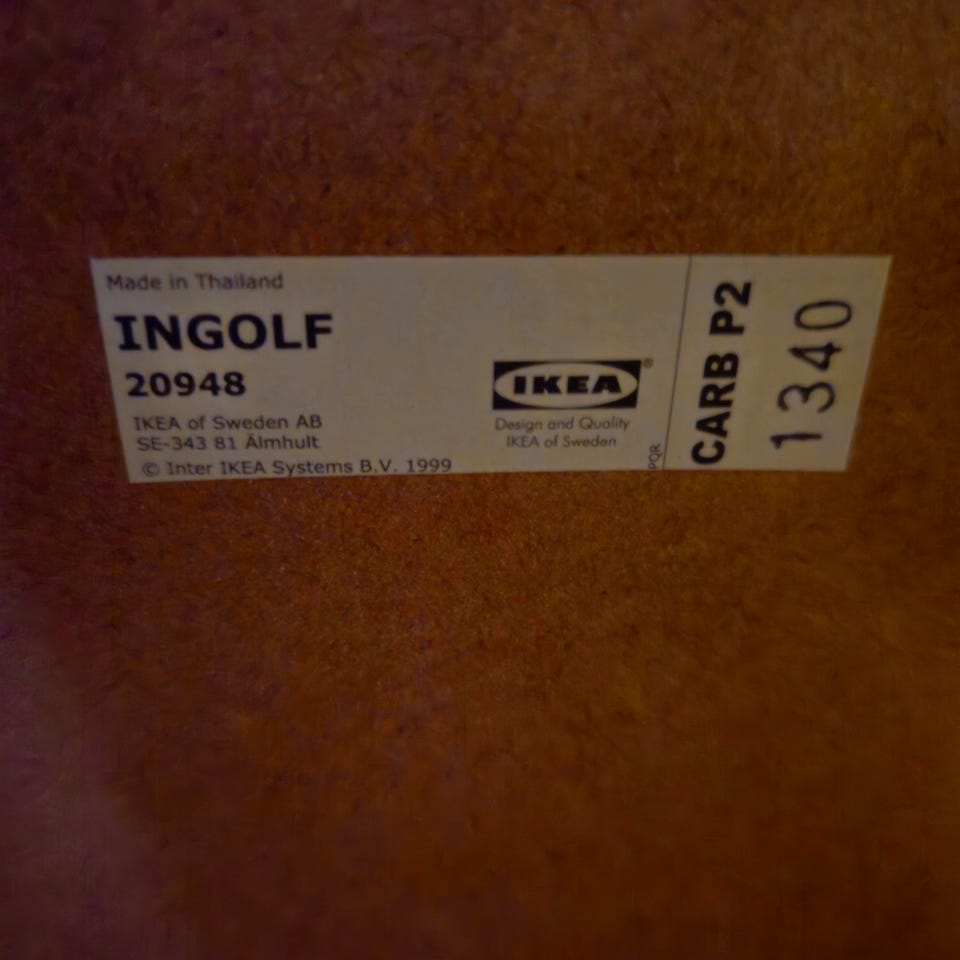 Made in Thailand
INGOLF
20948
IKEA of Sweden AB
SE-343 81 Älmhult
© Inter IKEA Systems B.V. 1999
IKEA®
Design and Quality
IKEA of Sweden
PQR
CARB P2
1340